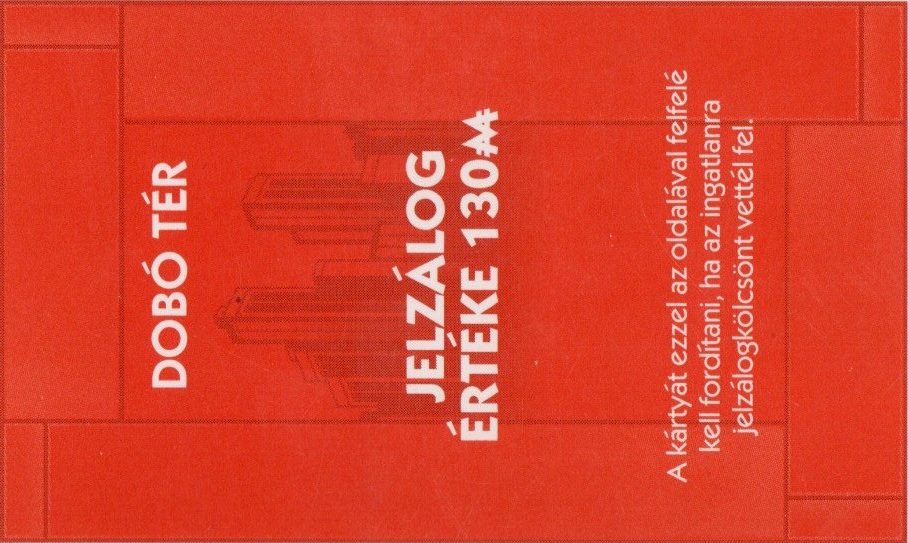 DOBÓ TÉR
JELZÁLOG
ÉRTÉKE 130₳
A kártyát ezzel az oldalával felfelé
kell fordítani, ha az ingatlanra
jelzálogkölcsönt vettél fel.